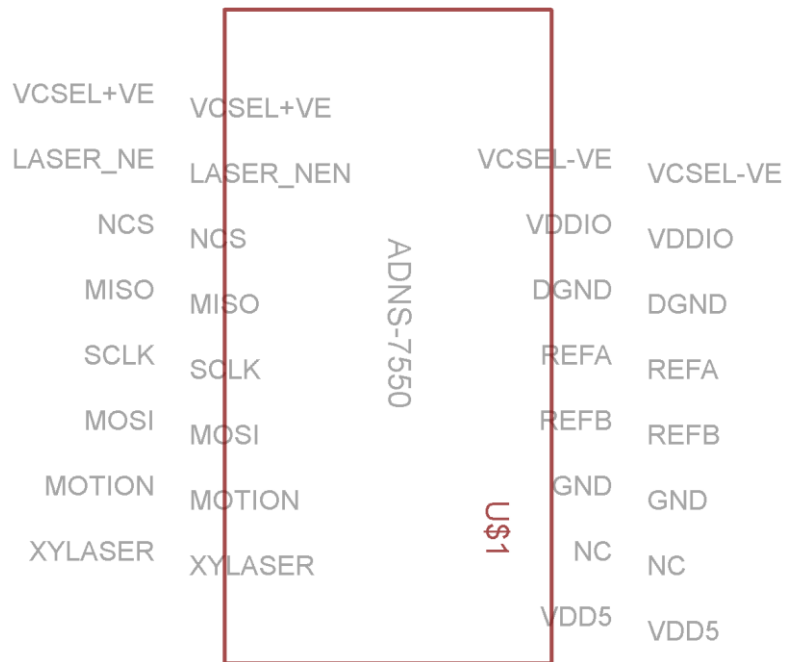 VCSEL+VE
VCSEL+VE
LASER_NE
LASER_NEN
VCSEL-VE
VCSEL-VE
NCS
NCS
VDDIO
VDDIO
MISO
MISO
DGND
DGND
SCLK
SCLK
REFA
REFA
MOSI
MOSI
REFB
REFB
MOTION
MOTION
GND
GND
XYLASER
XYLASER
NC
NC
VDD5
VDD5
ADNS-7550
U$1